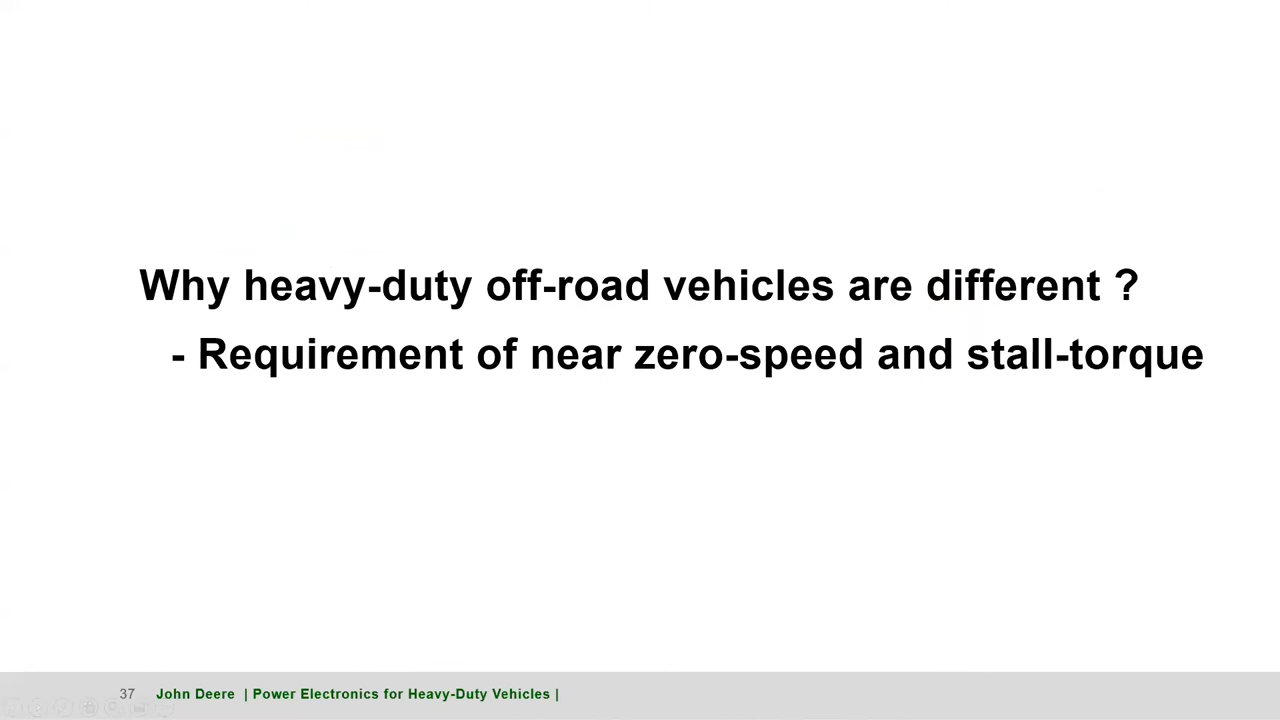 Why heavy-duty off-road vehicles are different ?
- Requirement of near zero-speed and stall-torque
37 John Deere | Power Electronics for Heavy-Duty Vehicles |